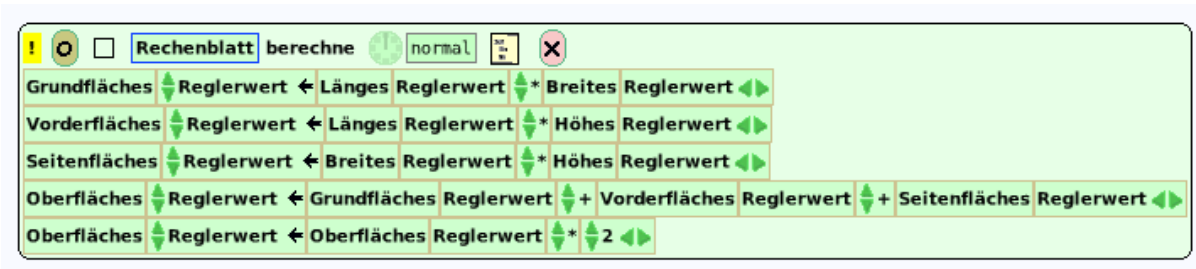 ! O Rechenblatt berechne normal
Grundfläches Reglerwert ← Länges Reglerwert * Breites Reglerwert
Vorderfläches Reglerwert ← Länges Reglerwert * Höhes Reglerwert
Seitenfläches Reglerwert ← Breites Reglerwert * Höhes Reglerwert
Oberfläches Reglerwert ← Grundfläches Reglerwert + Vorderfläches Reglerwert + Seitenfläches Reglerwert
Oberfläches Reglerwert ← Oberfläches Reglerwert * 2